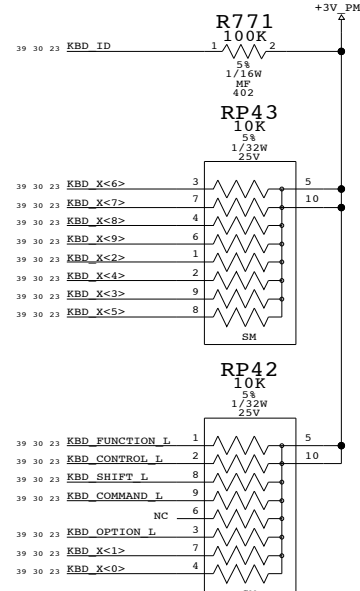 +3V_PM
R771
100K
39 30 23 KBD_ID 1 2
5%
1/16W
MF
402
RP43
10K
5%
1/32W
25V
39 30 23 KBD_X<6> 3 5
39 30 23 KBD_X<7> 7 10
39 30 23 KBD_X<8> 4
39 30 23 KBD_X<9> 6
39 30 23 KBD_X<2> 1
39 30 23 KBD_X<4> 2
39 30 23 KBD_X<3> 9
39 30 23 KBD_X<5> 8
SM
RP42
10K
5%
1/32W
25V
39 30 23 KBD_FUNCTION_L 1 5
39 30 23 KBD_CONTROL_L 2 10
39 30 23 KBD_SHIFT_L 8
39 30 23 KBD_COMMAND_L 9
NC 6
39 30 23 KBD_OPTION_L 3
39 30 23 KBD_X<1> 7
39 30 23 KBD_X<0> 4